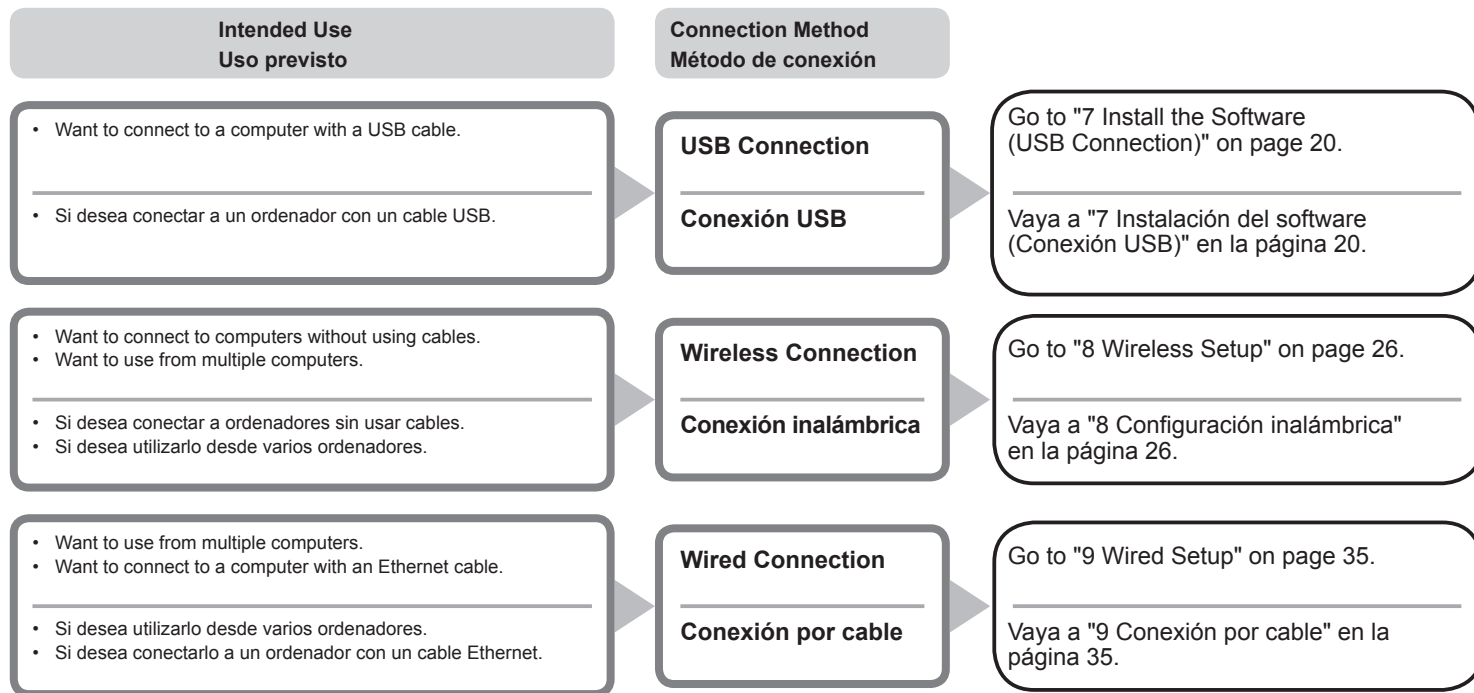 Intended Use
Uso previsto
Connection Method
Método de conexión
• Want to connect to a computer with a USB cable.
• Si desea conectar a un ordenador con un cable USB.
USB Connection
Conexión USB
Go to "7 Install the Software
(USB Connection)" on page 20.
Vaya a "7 Instalación del software
(Conexión USB)" en la página 20.
• Want to connect to computers without using cables.
• Want to use from multiple computers.
• Si desea conectar a ordenadores sin usar cables.
• Si desea utilizarlo desde varios ordenadores.
Wireless Connection
Conexión inalámbrica
Go to "8 Wireless Setup" on page 26.
Vaya a "8 Configuración inalámbrica"
en la página 26.
• Want to use from multiple computers.
• Want to connect to a computer with an Ethernet cable.
• Si desea utilizarlo desde varios ordenadores.
• Si desea conectarlo a un ordenador con un cable Ethernet.
Wired Connection
Conexión por cable
Go to "9 Wired Setup" on page 35.
Vaya a "9 Conexión por cable" en la
página 35.